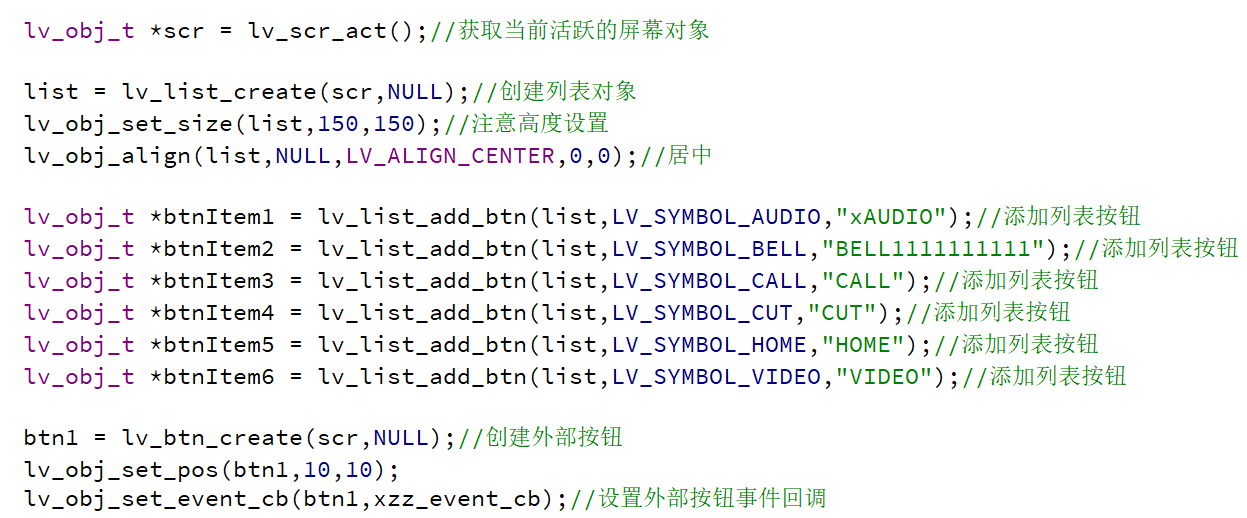 lv_obj_t *scr = lv_scr_act();//获取当前活跃的屏幕对象
list = lv_list_create(scr,NULL);//创建列表对象
lv_obj_set_size(list,150,150);//注意高度设置
lv_obj_align(list,NULL,LV_ALIGN_CENTER,0,0);//居中
lv_obj_t *btnItem1 = lv_list_add_btn(list,LV_SYMBOL_AUDIO,"xAUDIO");//添加列表按钮
lv_obj_t *btnItem2 = lv_list_add_btn(list,LV_SYMBOL_BELL,"BELL1111111111");//添加列表按钮
lv_obj_t *btnItem3 = lv_list_add_btn(list,LV_SYMBOL_CALL,"CALL");//添加列表按钮
lv_obj_t *btnItem4 = lv_list_add_btn(list,LV_SYMBOL_CUT,"CUT");//添加列表按钮
lv_obj_t *btnItem5 = lv_list_add_btn(list,LV_SYMBOL_HOME,"HOME");//添加列表按钮
lv_obj_t *btnItem6 = lv_list_add_btn(list,LV_SYMBOL_VIDEO,"VIDEO");//添加列表按钮
btn1 = lv_btn_create(scr,NULL);//创建外部按钮
lv_obj_set_pos(btn1,10,10);
lv_obj_set_event_cb(btn1,xzz_event_cb);//设置外部按钮事件回调